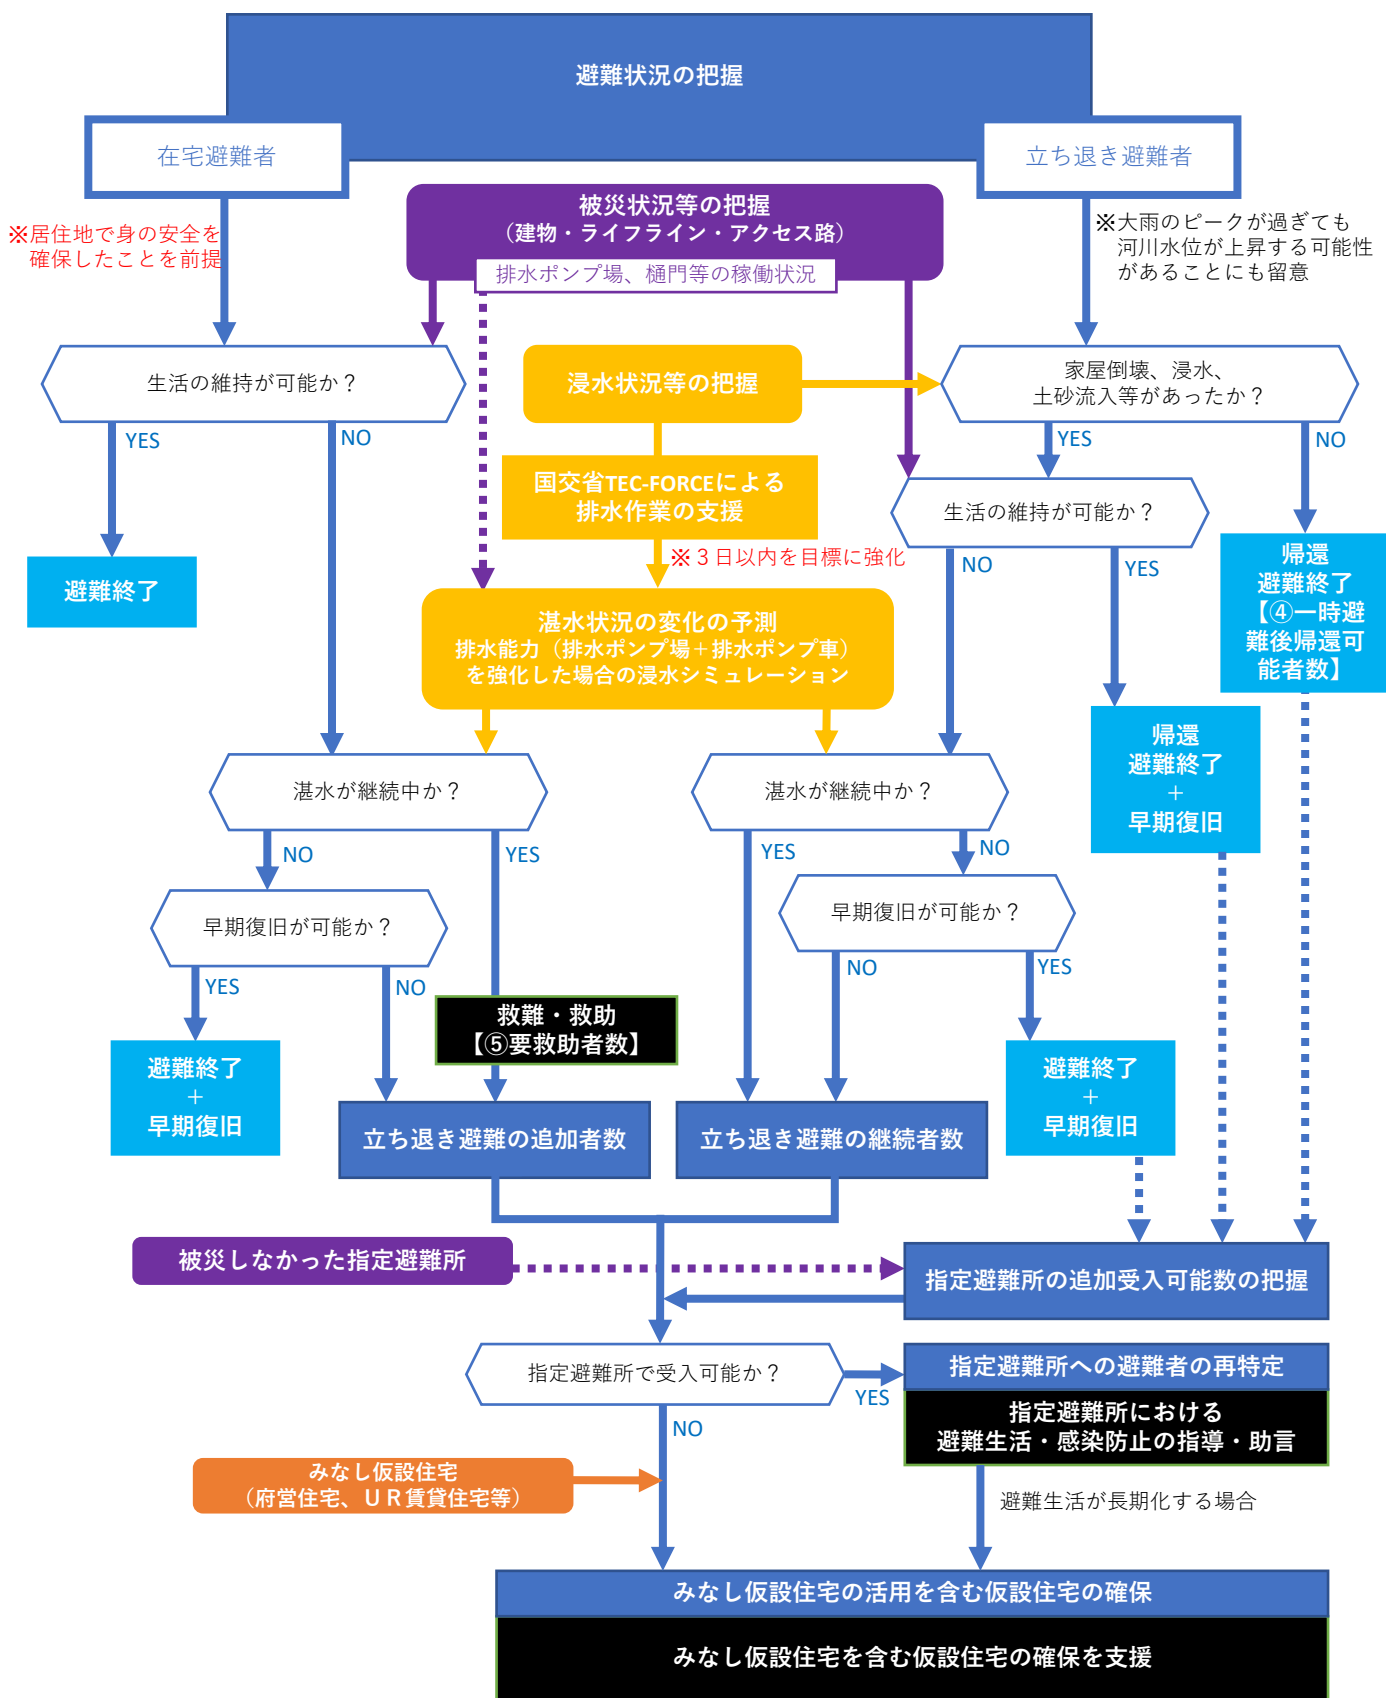 避難状況の把握
在宅避難者
立ち退き避難者
※居住地で身の安全を
確保したことを前提
被災状況等の把握
（建物・ライフライン・アクセス路）
排水ポンプ場、樋門等の稼働状況
※大雨のピークが過ぎても
河川水位が上昇する可能性
があることにも留意
生活の維持が可能か？
浸水状況等の把握
家屋倒壊、浸水、
土砂流入等があったか？
YES
NO
YES
NO
国交省TEC-FORCEによる
排水作業の支援
※３日以内を目標に強化
生活の維持が可能か？
NO
YES
避難終了
帰還
避難終了
【④一時避
難後帰還可
能者数】
湛水状況の変化の予測
排水能力（排水ポンプ場＋排水ポンプ車）
を強化した場合の浸水シミュレーション
帰還
避難終了
＋
早期復旧
湛水が継続中か？
湛水が継続中か？
NO
YES
YES
NO
早期復旧が可能か？
早期復旧が可能か？
YES
NO
NO
YES
救難・救助
【⑤要救助者数】
避難終了
＋
早期復旧
避難終了
＋
早期復旧
立ち退き避難の追加者数
立ち退き避難の継続者数
被災しなかった指定避難所
指定避難所の追加受入可能数の把握
指定避難所で受入可能か？
YES
NO
指定避難所への避難者の再特定
指定避難所における
避難生活・感染防止の指導・助言
みなし仮設住宅
（府営住宅、ＵＲ賃貸住宅等）
避難生活が長期化する場合
みなし仮設住宅の活用を含む仮設住宅の確保
みなし仮設住宅を含む仮設住宅の確保を支援